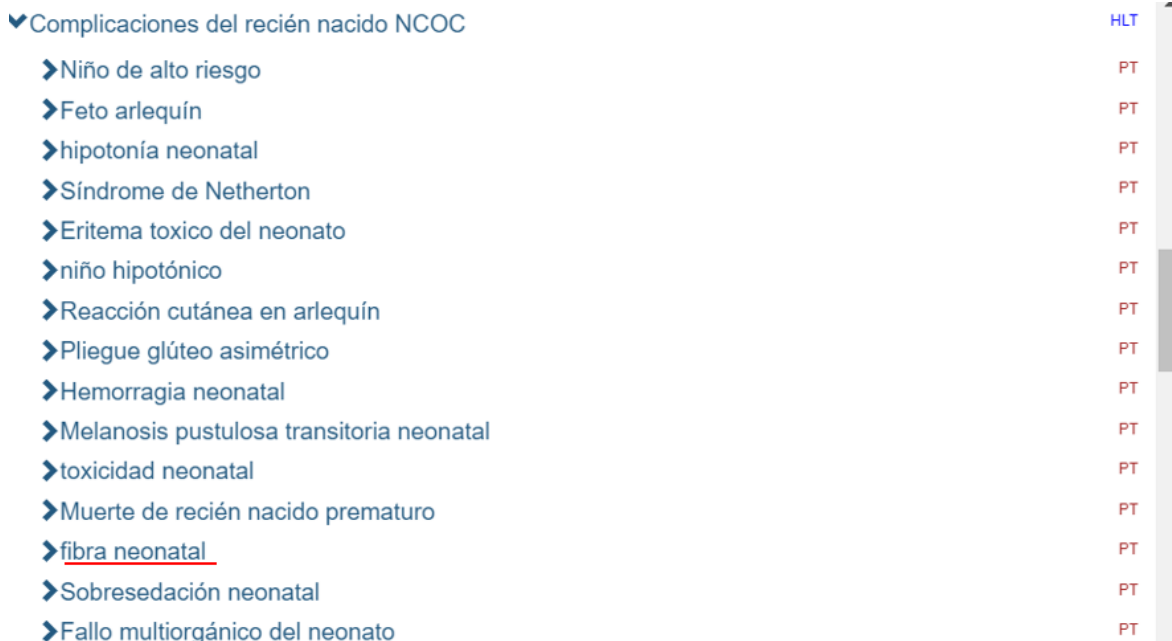 Complicaciones del recién nacido NCOC HLT
Niño de alto riesgo PT
Feto arlequín PT
hipotonía neonatal PT
Síndrome de Netherton PT
Eritema toxico del neonato PT
niño hipotónico PT
Reacción cutánea en arlequín PT
Pliegue glúteo asimétrico PT
Hemorragia neonatal PT
Melanosis pustulosa transitoria neonatal PT
toxicidad neonatal PT
Muerte de recién nacido prematuro PT
fibra neonatal PT
Sobresedación neonatal PT
Fallo multiorgánico del neonato PT